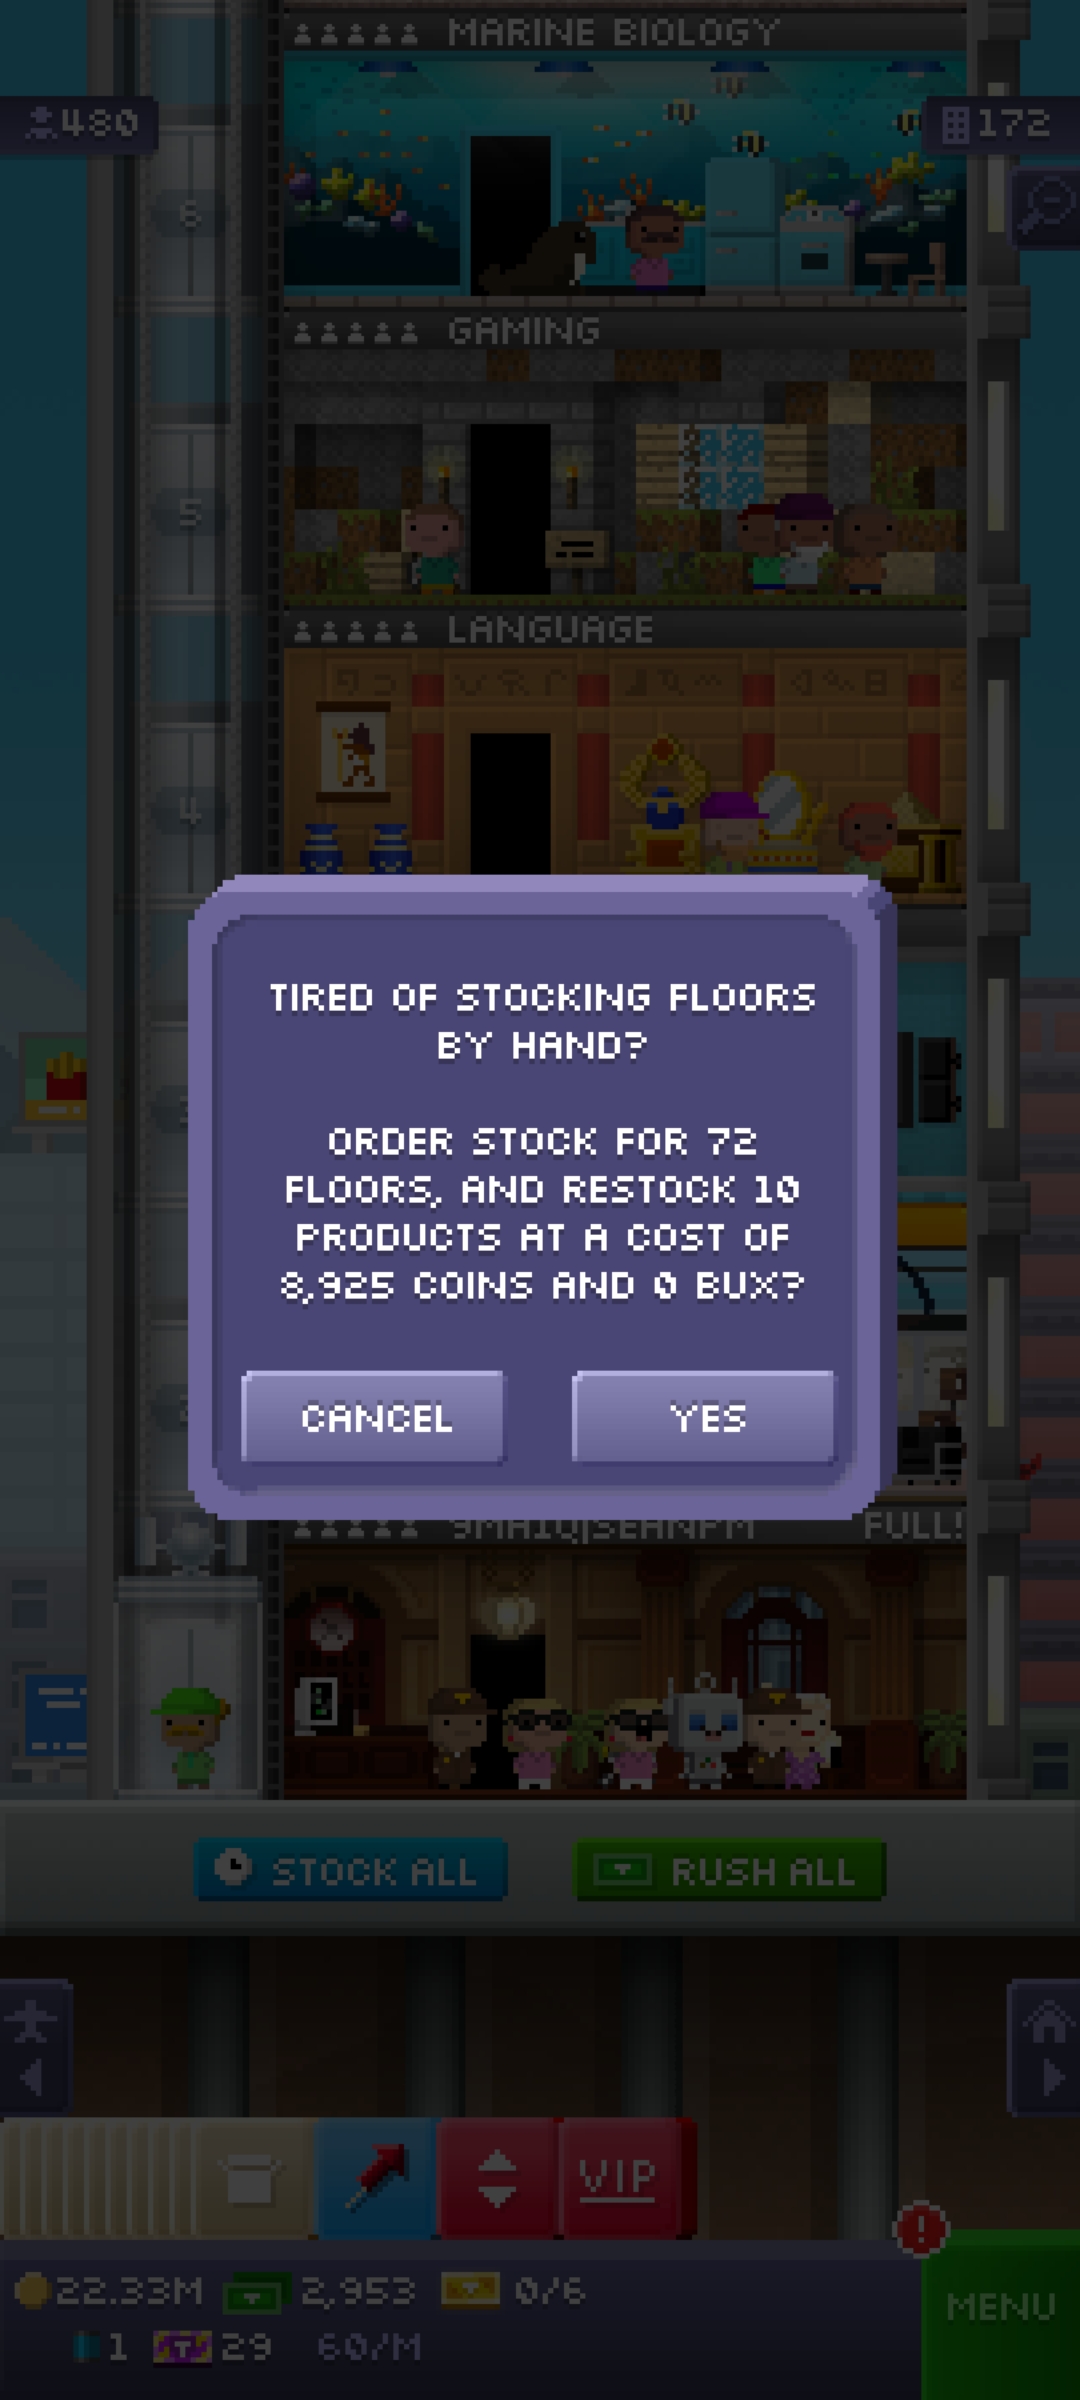 MARINE BIOLOGY
480
172
6
GAMING
5
LANGUAGE
4
TIRED OF STOCKING FLOORS
BY HAND?
ORDER STOCK FOR 72
FLOORS, AND RESTOCK 10
PRODUCTS AT A COST OF
8,925 COINS AND 0 BUX?
CANCEL
YES
FULL!
STOCK ALL
RUSH ALL
VIP
!
22.33M
2,953
0/6
MENU
1
29
60/M